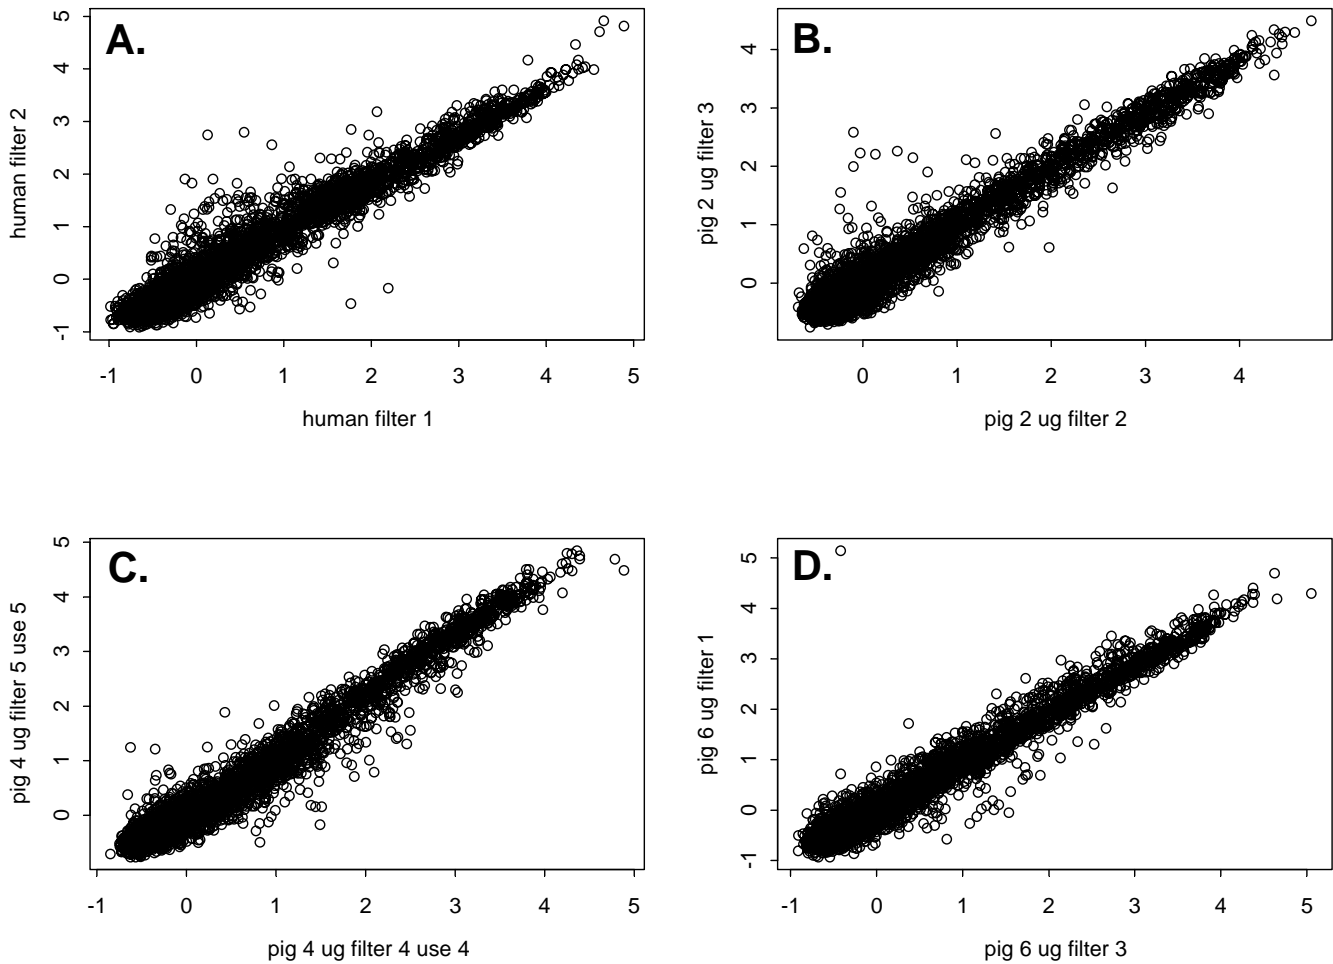 A.
human filter 2
5
4
3
2
1
0
-1
-1 0 1 2 3 4 5
human filter 1
B.
pig 2 ug filter 3
4
3
2
1
0
0 1 2 3 4
pig 2 ug filter 2
C.
pig 4 ug filter 5 use 5
5
4
3
2
1
0
-1 0 1 2 3 4 5
pig 4 ug filter 4 use 4
D.
pig 6 ug filter 1
5
4
3
2
1
0
-1
-1 0 1 2 3 4 5
pig 6 ug filter 3